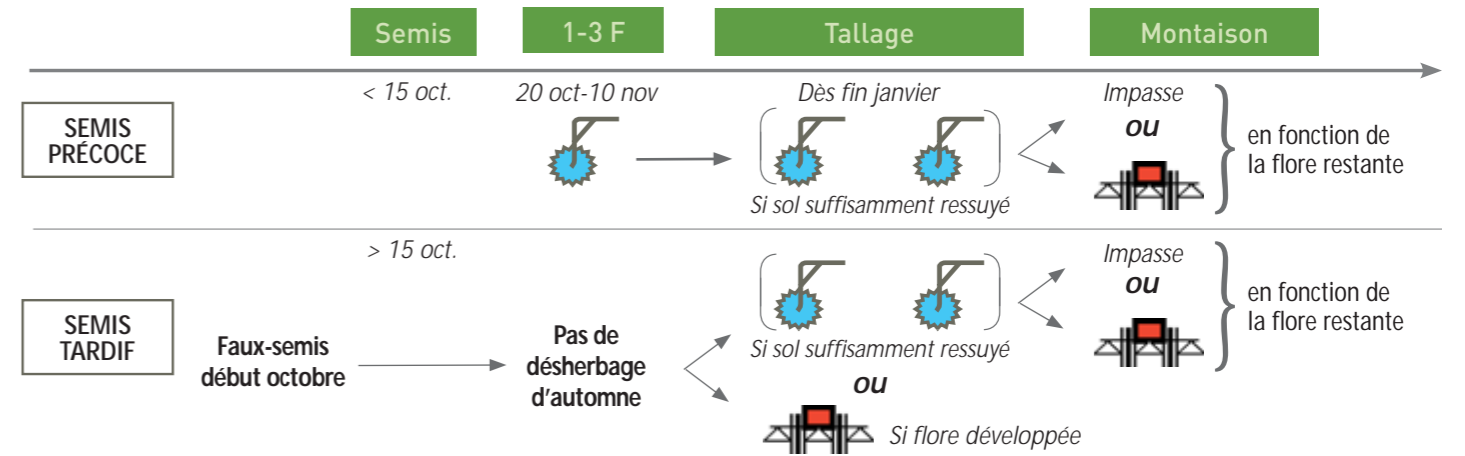 Semis
1-3 F
Tallage
Montaison
< 15 oct.
20 oct-10 nov
Dès fin janvier
Impasse
ou
SEMIS
PRÉCOCE
en fonction de
la flore restante
Si sol suffisamment ressuyé
> 15 oct.
Impasse
ou
SEMIS
TARDIF
Faux-semis
début octobre
Pas de
désherbage
d'automne
Si sol suffisamment ressuyé
ou
Si flore développée
en fonction de
la flore restante